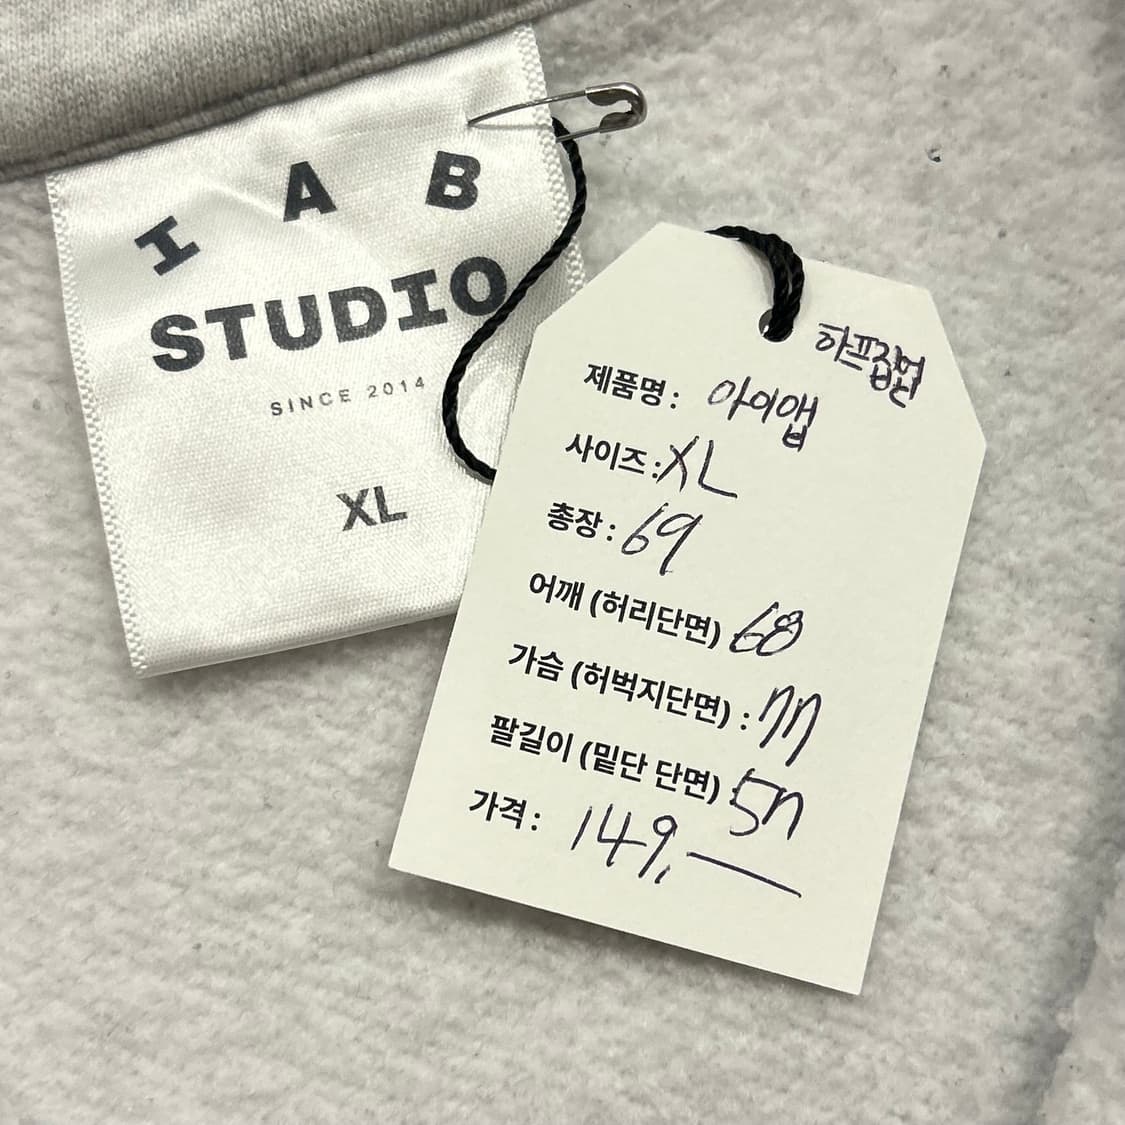 I A B
STUDIO
SINCE 2014
XL
하프집업
제품명 : 아이앱
사이즈 : XL
총장 : 69
어깨 (허리단면) 68
가슴 (허벅지단면) : 77
팔길이 (밑단 단면) 57
가격 : 149,—